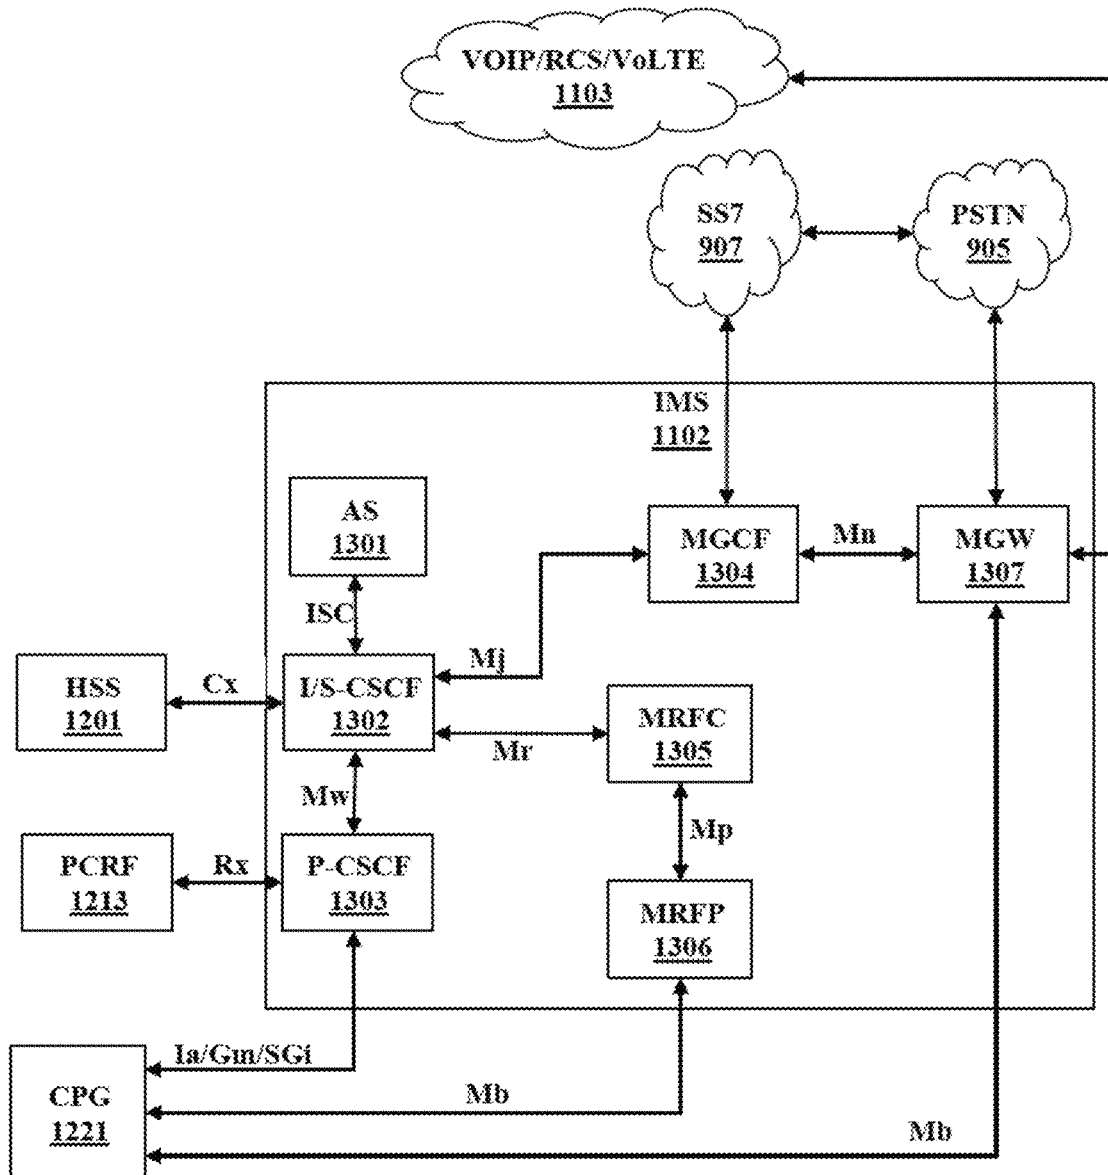 VOIP/RCS/VoLTE
1103
SS7
907
PSTN
905
IMS
1102
AS
1301
MGCF
1304
Mn
MGW
1307
ISC
HSS
1201
Cx
I/S-CSCF
1302
Mj
Mr
MRFC
1305
Mw
Mp
PCRF
1213
Rx
P-CSCF
1303
MRFP
1306
Ia/Gm/SGi
CPG
1221
Mb
Mb